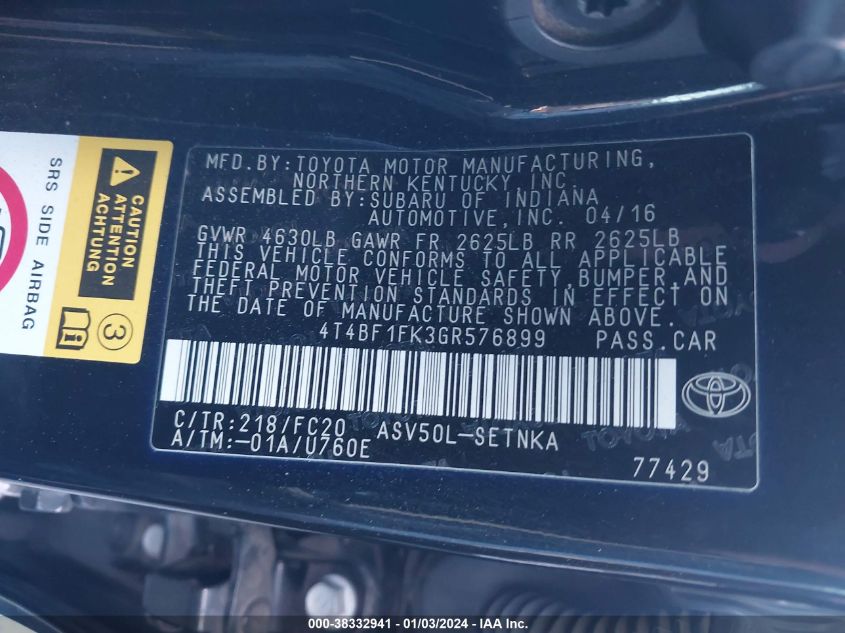 SRS SIDE AIRBAG
CAUTION
ATTENTION
ACHTUNG
3
MFD.BY:TOYOTA MOTOR MANUFACTURING,
NORTHERN KENTUCKY, INC.
ASSEMBLED BY:SUBARU OF INDIANA
AUTOMOTIVE, INC. 04/16
GVWR 4630LB GAWR FR 2625LB RR 2625LB
THIS VEHICLE CONFORMS TO ALL APPLICABLE
FEDERAL MOTOR VEHICLE SAFETY,BUMPER,AND
THEFT PREVENTION STANDARDS IN EFFECT ON
THE DATE OF MANUFACTURE SHOWN ABOVE.
4T4BF1FK3GR576899 PASS.CAR
C/TR:218/FC20 ASV50L-SETNKA
A/TM:-01A/U760E
77429
000-38332941 - 01/03/2024 - IAA Inc.